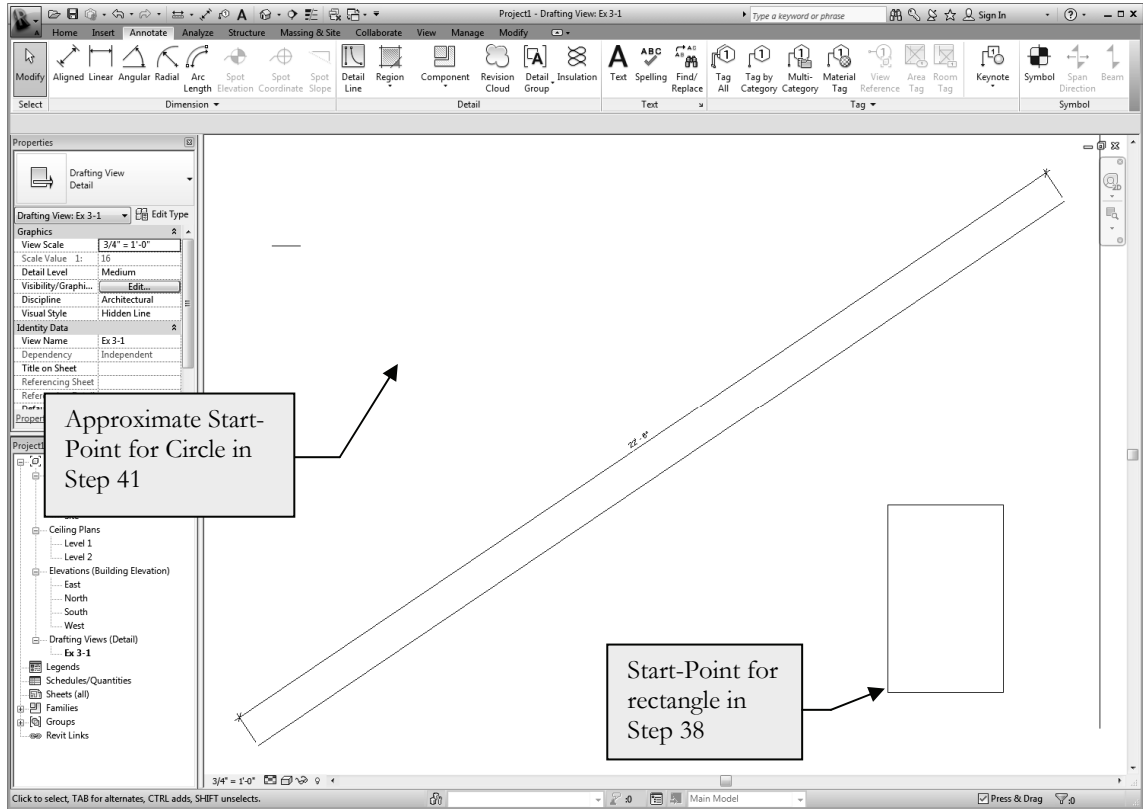 Project1 - Drafting View: Ex 3-1
Type a keyword or phrase
Sign In
Home Insert Annotate Analyze Structure Massing & Site Collaborate View Manage Modify
Modify Aligned Linear Angular Radial Arc Length Spot Elevation Spot Coordinate Spot Slope Detail Line Region Component Revision Cloud Detail Group Insulation Text Spelling Find/ Replace Tag All Tag by Category Multi- Category Material Tag View Reference Area Tag Room Tag Keynote Symbol Span Direction Beam
Select Dimension Detail Text Tag Symbol
Properties
Drafting View
Detail
Drafting View: Ex 3-1 Edit Type
Graphics
View Scale 3/4" = 1'-0"
Scale Value 1: 16
Detail Level Medium
Visibility/Graphi... Edit...
Discipline Architectural
Visual Style Hidden Line
Identity Data
View Name Ex 3-1
Dependency Independent
Title on Sheet
Referencing Sheet
Approximate Start-
Point for Circle in
Step 41
22' - 6"
Ceiling Plans
Level 1
Level 2
Elevations (Building Elevation)
East
North
South
West
Drafting Views (Detail)
Ex 3-1
Legends
Schedules/Quantities
Sheets (all)
Families
Groups
Revit Links
Start-Point for
rectangle in
Step 38
3/4" = 1'-0"
Click to select, TAB for alternates, CTRL adds, SHIFT unselects.
:0
Main Model
Press & Drag
:0